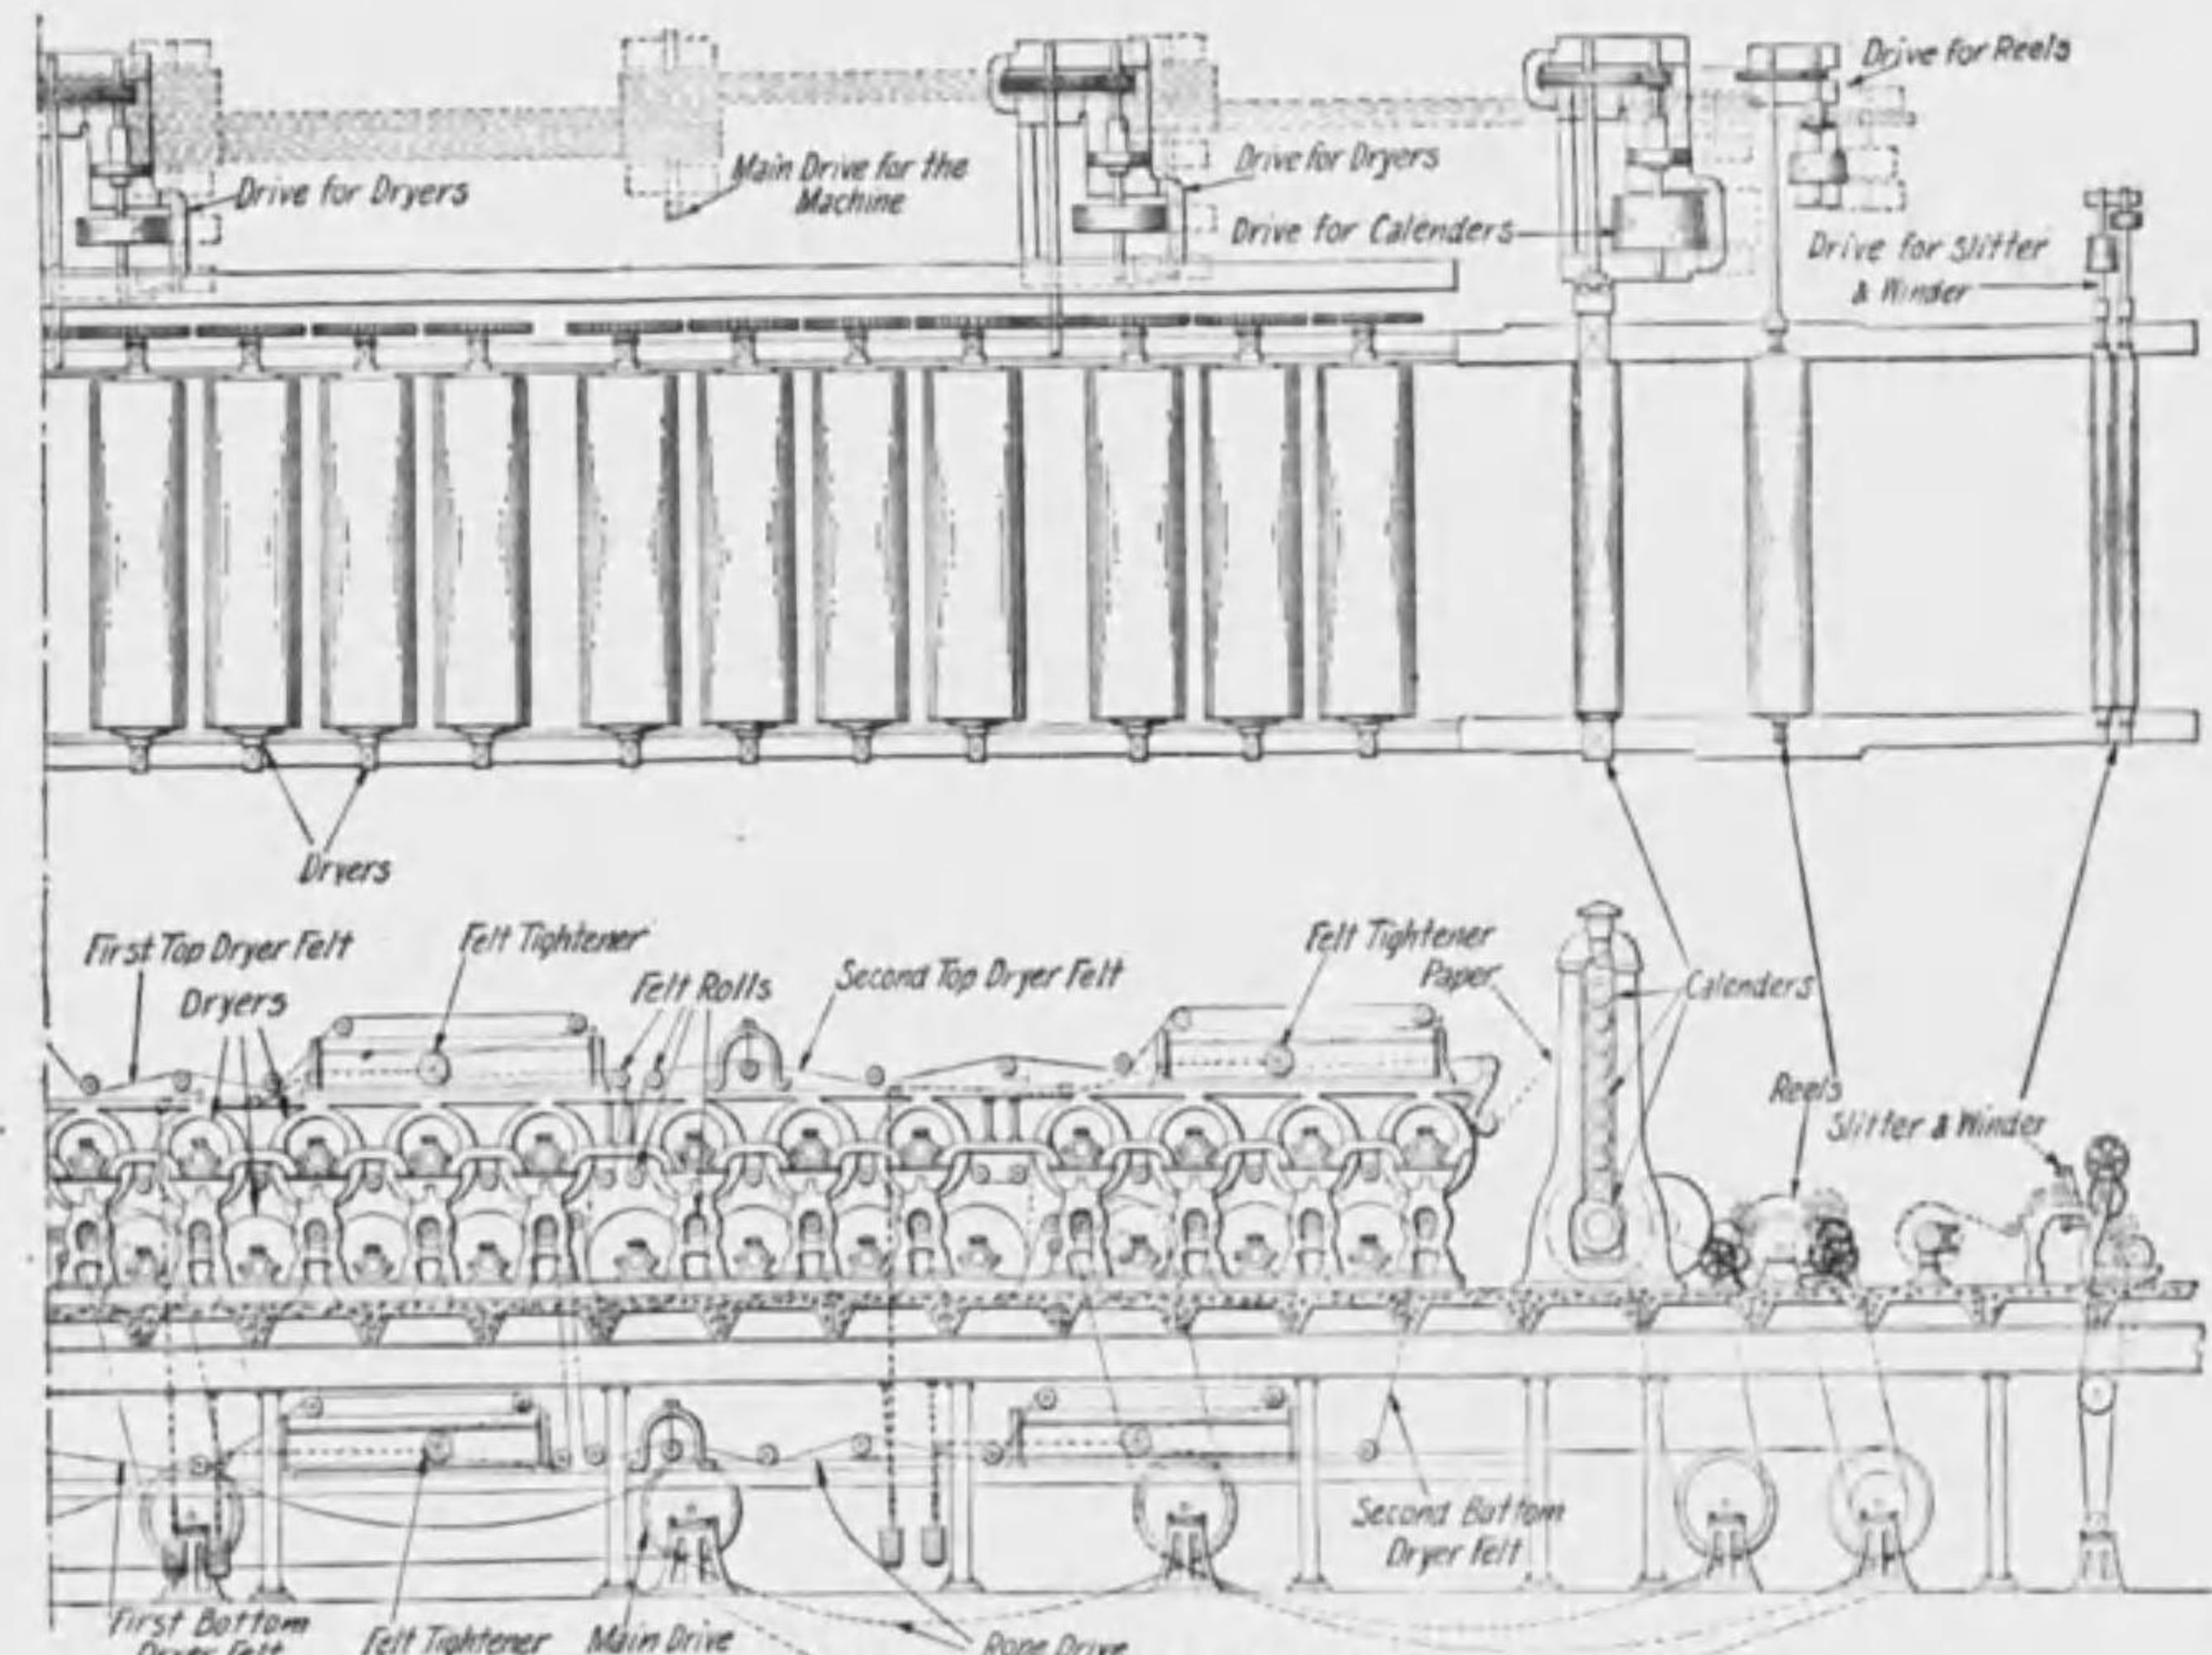 Drive for Reels
Main Drive for the
Machine
Drive for Dryers
Drive for Dryers
Drive for Calenders
Drive for Slitter
& Winder
Dryers
First Top Dryer Felt
Felt Tightener
Felt Rolls
Second Top Dryer Felt
Felt Tightener
Paper
Calenders
Dryers
Reels
Slitter & Winder
Second Bottom
Dryer Felt
First Bottom
Dryer Felt
Felt Tightener
Main Drive
Rope Drive